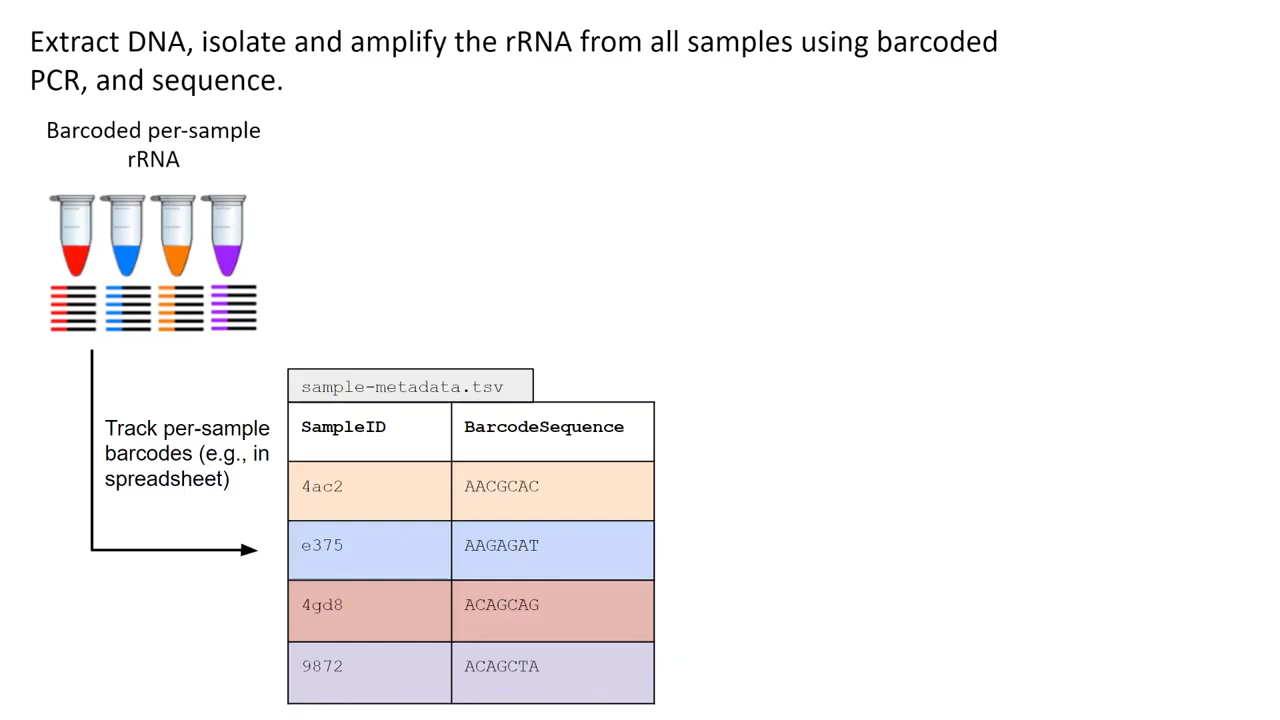 Extract DNA, isolate and amplify the rRNA from all samples using barcoded
PCR, and sequence.
Barcoded per-sample
rRNA
Track per-sample
barcodes (e.g., in
spreadsheet)
sample-metadata.tsv
SampleID BarcodeSequence
4ac2 AACGCAC
e375 AAGAGAT
4gd8 ACAGCAG
9872 ACAGCTA